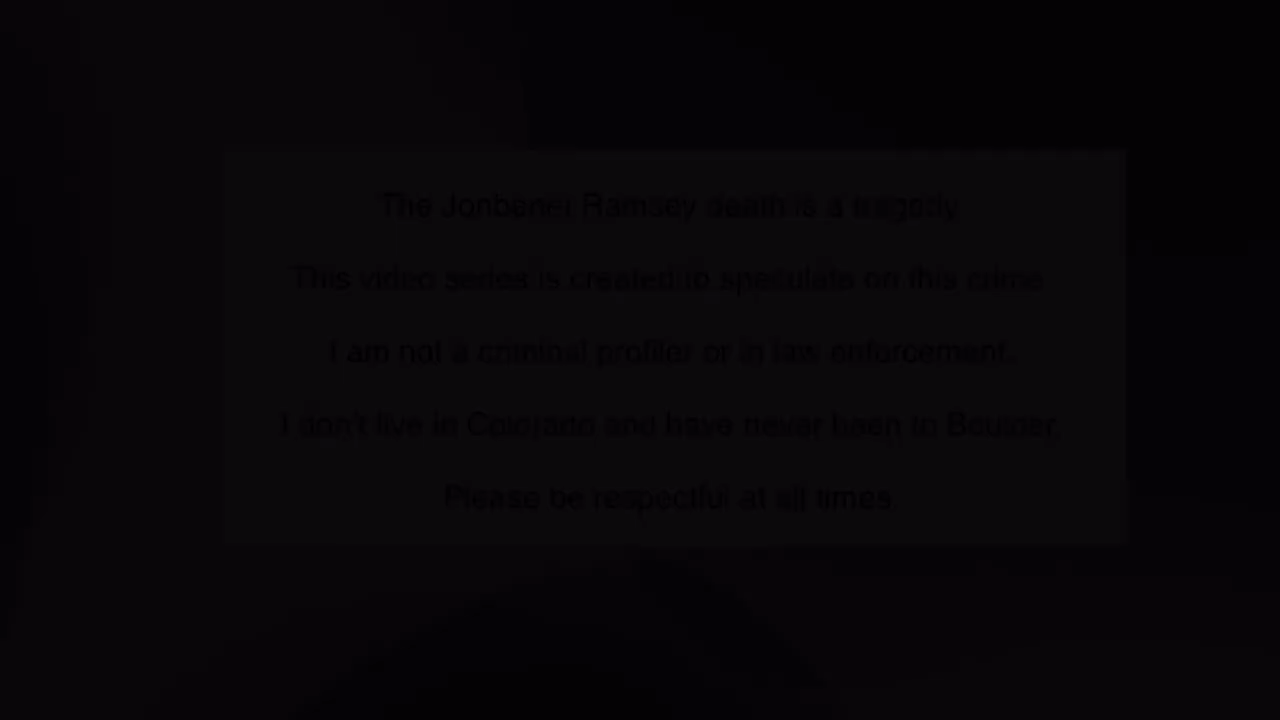 The Jonbenet Ramsey death is a tragedy
This video series is created to speculate on this crime
I am not a criminal profiler or in law enforcement.
I don't live in Colorado and have never been to Boulder.
Please be respectful at all times.